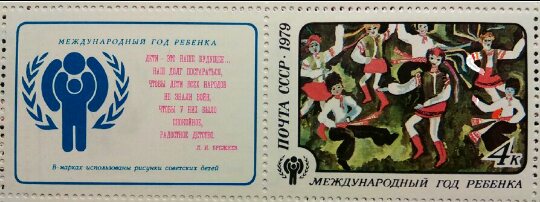 МЕЖДУНАРОДНЫЙ ГОД РЕБЕНКА
ДЕТИ - ЭТО НАШЕ БУДУЩЕЕ...
НАШ ДОЛГ ПОСТАРАТЬСЯ,
ЧТОБЫ ДЕТИ ВСЕХ НАРОДОВ
НЕ ЗНАЛИ ВОЙН,
ЧТОБЫ У НИХ БЫЛО
СПОКОЙНОЕ,
РАДОСТНОЕ ДЕТСТВО.
Л. И. БРЕЖНЕВ
В марках использованы рисунки советских детей
ПОЧТА СССР · 1979
4к
МЕЖДУНАРОДНЫЙ ГОД РЕБЕНКА